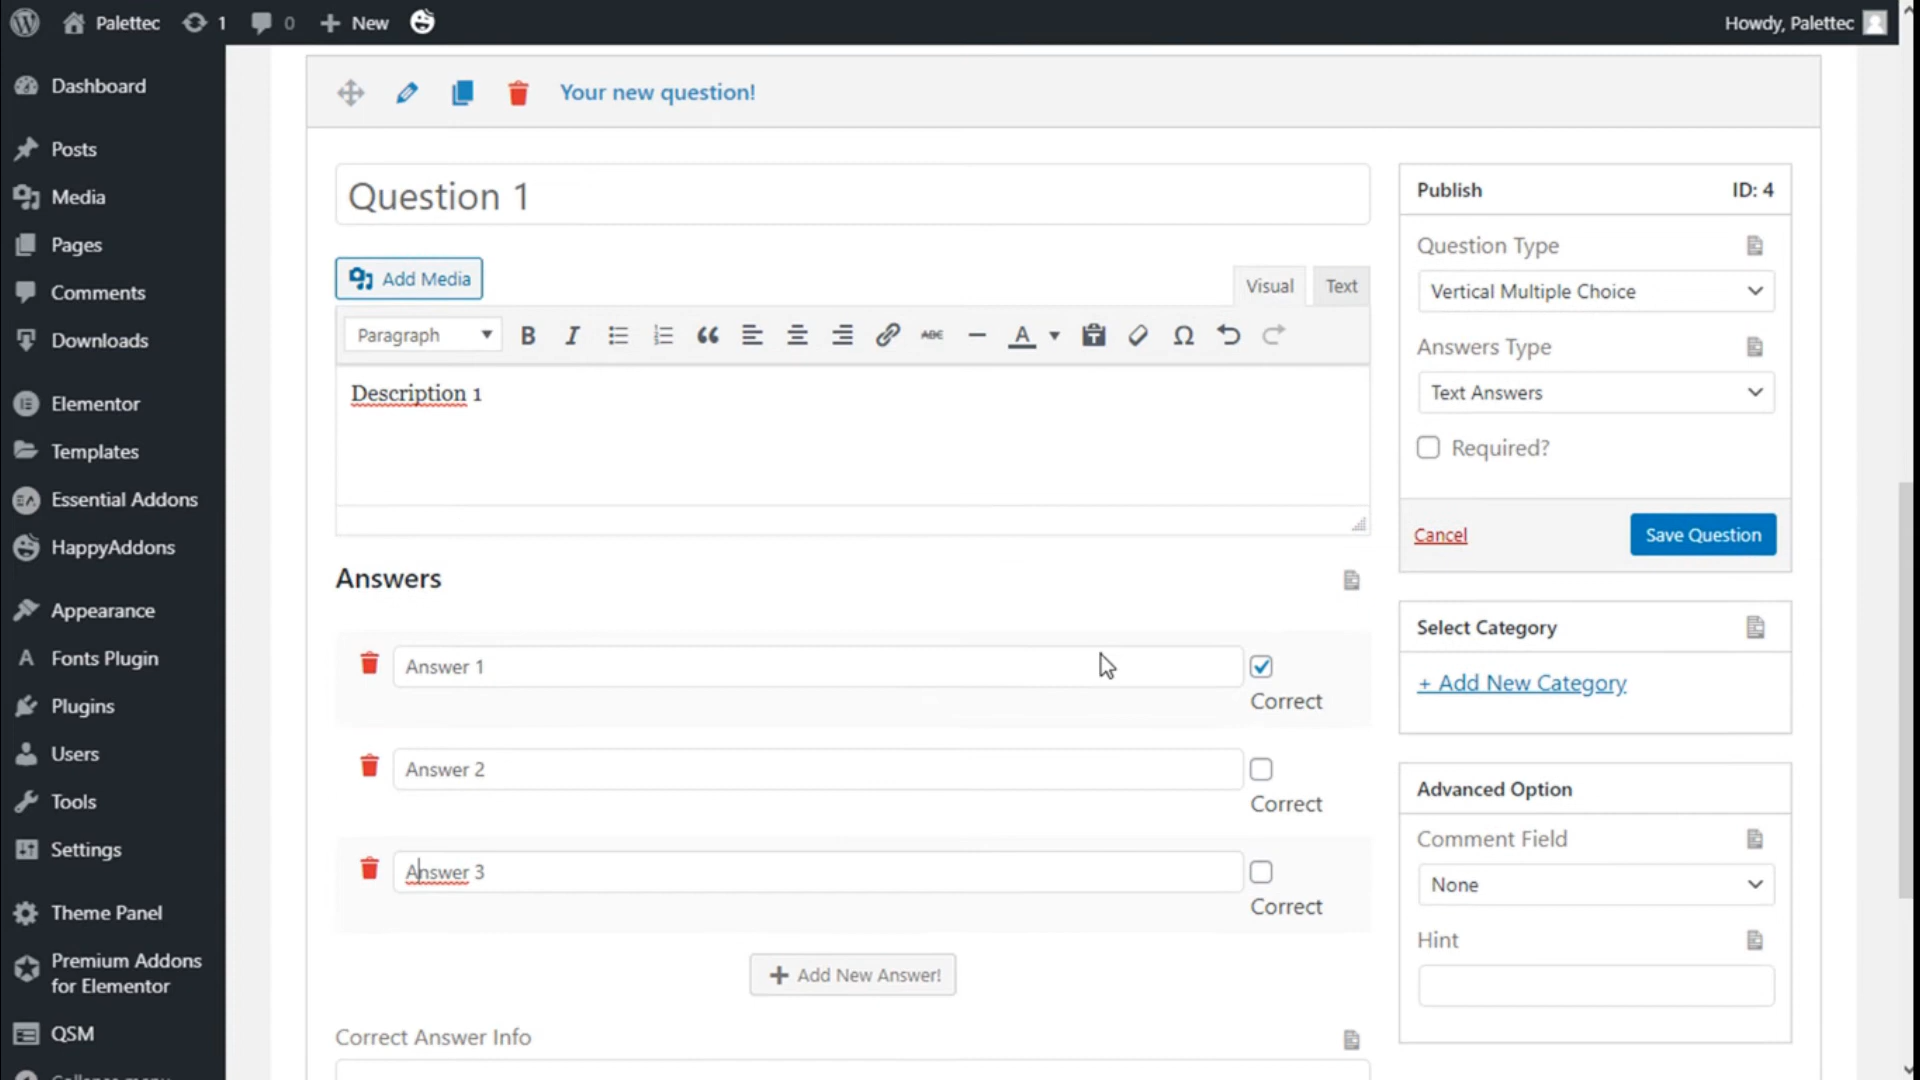 Palettec
1
0
New
Howdy, Palettec
Dashboard
Posts
Media
Pages
Comments
Downloads
Elementor
Templates
Essential Addons
HappyAddons
Appearance
Fonts Plugin
Plugins
Users
Tools
Settings
Theme Panel
Premium Addons
for Elementor
QSM
Collapse menu
Your new question!
Question 1
Add Media
Visual
Text
Paragraph
B
I
ABC
A
Ω
Description 1
Answers
Answer 1
Correct
Answer 2
Correct
Answer 3
Correct
Add New Answer!
Correct Answer Info
Publish
ID: 4
Question Type
Vertical Multiple Choice
Answers Type
Text Answers
Required?
Cancel
Save Question
Select Category
+ Add New Category
Advanced Option
Comment Field
None
Hint